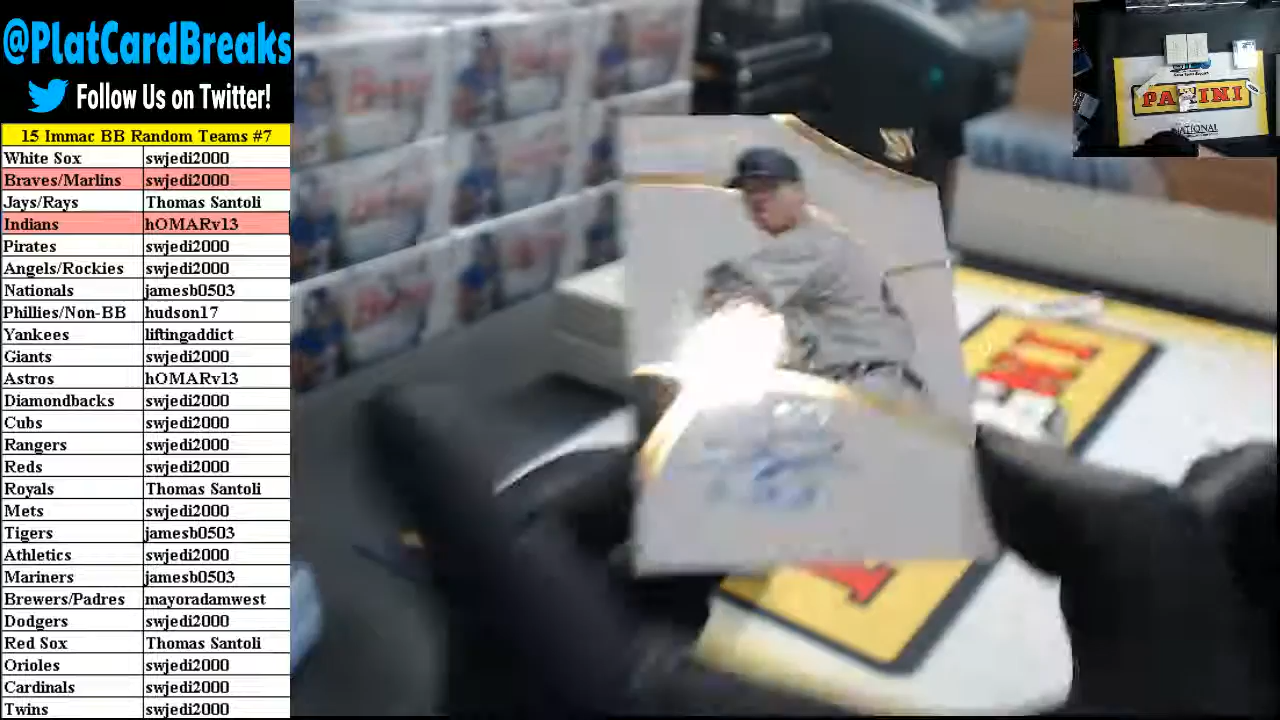 @PlatCardBreaks
Follow Us on Twitter!
15 Immac BB Random Teams #7
White Sox swjedi2000
Braves/Marlins swjedi2000
Jays/Rays Thomas Santoli
Indians hOMARv13
Pirates swjedi2000
Angels/Rockies swjedi2000
Nationals jamesb0503
Phillies/Non-BB hudson17
Yankees liftingaddict
Giants swjedi2000
Astros hOMARv13
Diamondbacks swjedi2000
Cubs swjedi2000
Rangers swjedi2000
Reds swjedi2000
Royals Thomas Santoli
Mets swjedi2000
Tigers jamesb0503
Athletics swjedi2000
Mariners jamesb0503
Brewers/Padres mayoradamwest
Dodgers swjedi2000
Red Sox Thomas Santoli
Orioles swjedi2000
Cardinals swjedi2000
Twins swjedi2000
PANINI
NATIONAL